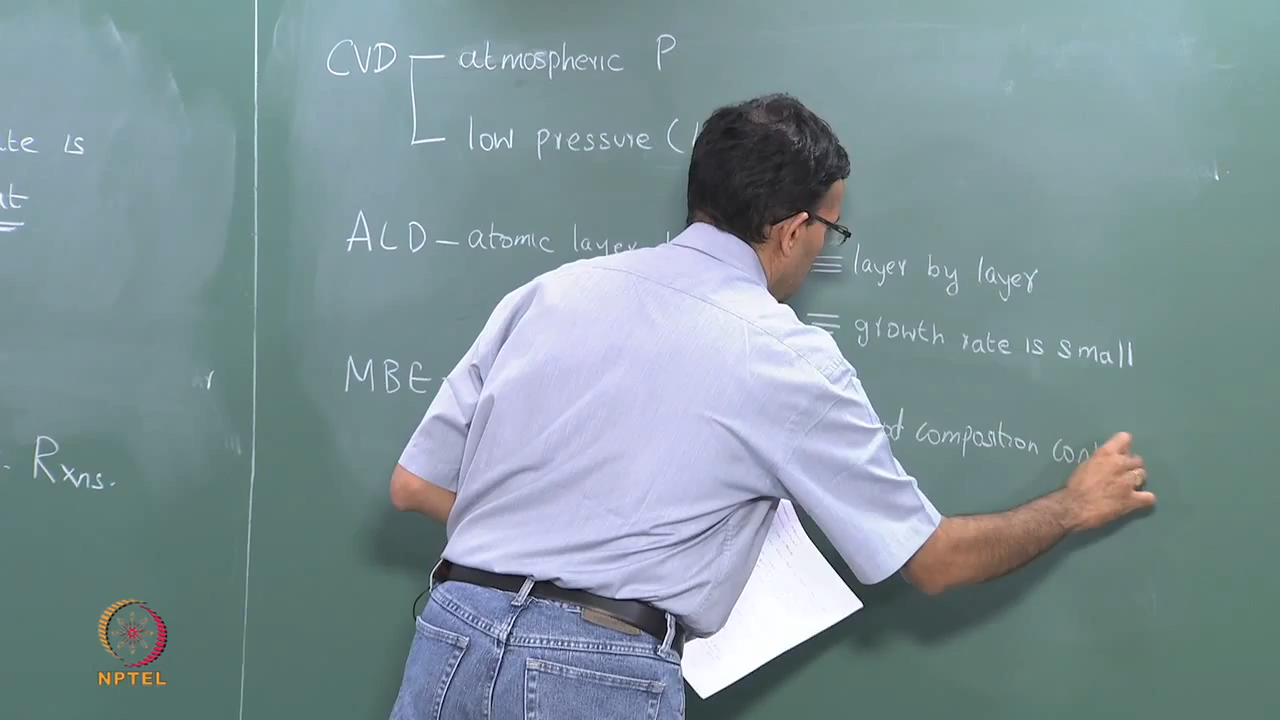 CVD atmospheric P
low pressure (
ate is
at
ALD - atomic layer
≡ layer by layer
≡ growth rate is small
MBE -
compostion
. Rxns.
NPTEL